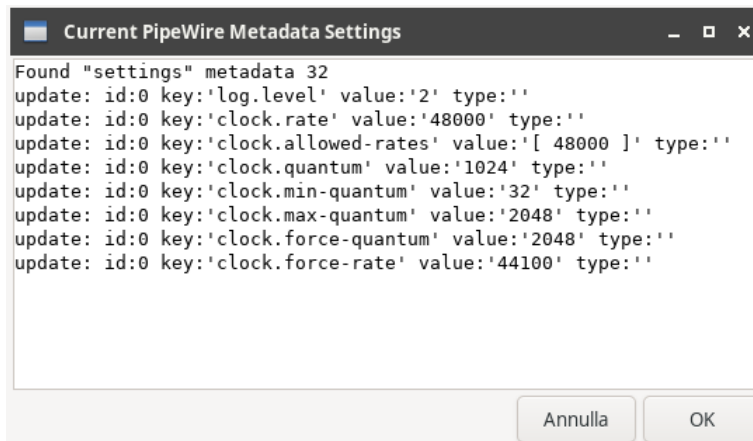 Current PipeWire Metadata Settings
Found "settings" metadata 32
update: id:0 key:'log.level' value:'2' type:''
update: id:0 key:'clock.rate' value:'48000' type:''
update: id:0 key:'clock.allowed-rates' value:'[ 48000 ]' type:''
update: id:0 key:'clock.quantum' value:'1024' type:''
update: id:0 key:'clock.min-quantum' value:'32' type:''
update: id:0 key:'clock.max-quantum' value:'2048' type:''
update: id:0 key:'clock.force-quantum' value:'2048' type:''
update: id:0 key:'clock.force-rate' value:'44100' type:''
Annulla
OK